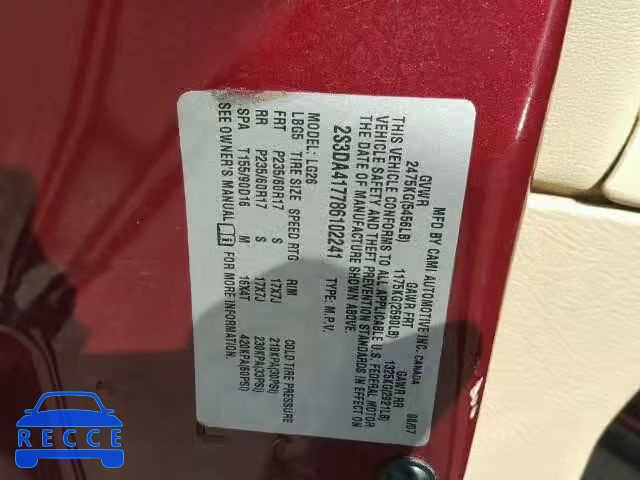 MFD BY CAMI AUTOMOTIVE INC. CANADA 08/07
GVWR GAWR FRT GAWR RR
2475KG(5456LB) 1175KG(2590LB) 1325KG(2921LB)
THIS VEHICLE CONFORMS TO ALL APPLICABLE U.S. FEDERAL MOTOR
VEHICLE SAFETY AND THEFT PREVENTION STANDARDS IN EFFECT ON
THE DATE OF MANUFACTURE SHOWN ABOVE.
2S3DA417786102241 TYPE: M.P.V.
MODEL: LG26
LBG5 TIRE SIZE SPEED RTG RIM COLD TIRE PRESSURE
FRT P235/60R17 S 17X7J 210KPA(30PSI)
RR P235/60R17 S 17X7J 230KPA(33PSI)
SPA T155/90D16 M 16X4T 420KPA(60PSI)
SEE OWNER'S MANUAL FOR MORE INFORMATION.
RECCE